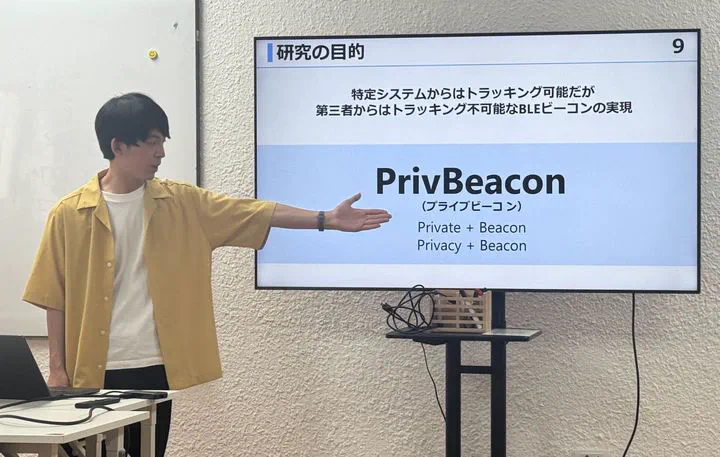 研究の目的
9
特定システムからはトラッキング可能だが
第三者からはトラッキング不可能なBLEビーコンの実現
PrivBeacon
(プライブビーコン)
Private + Beacon
Privacy + Beacon